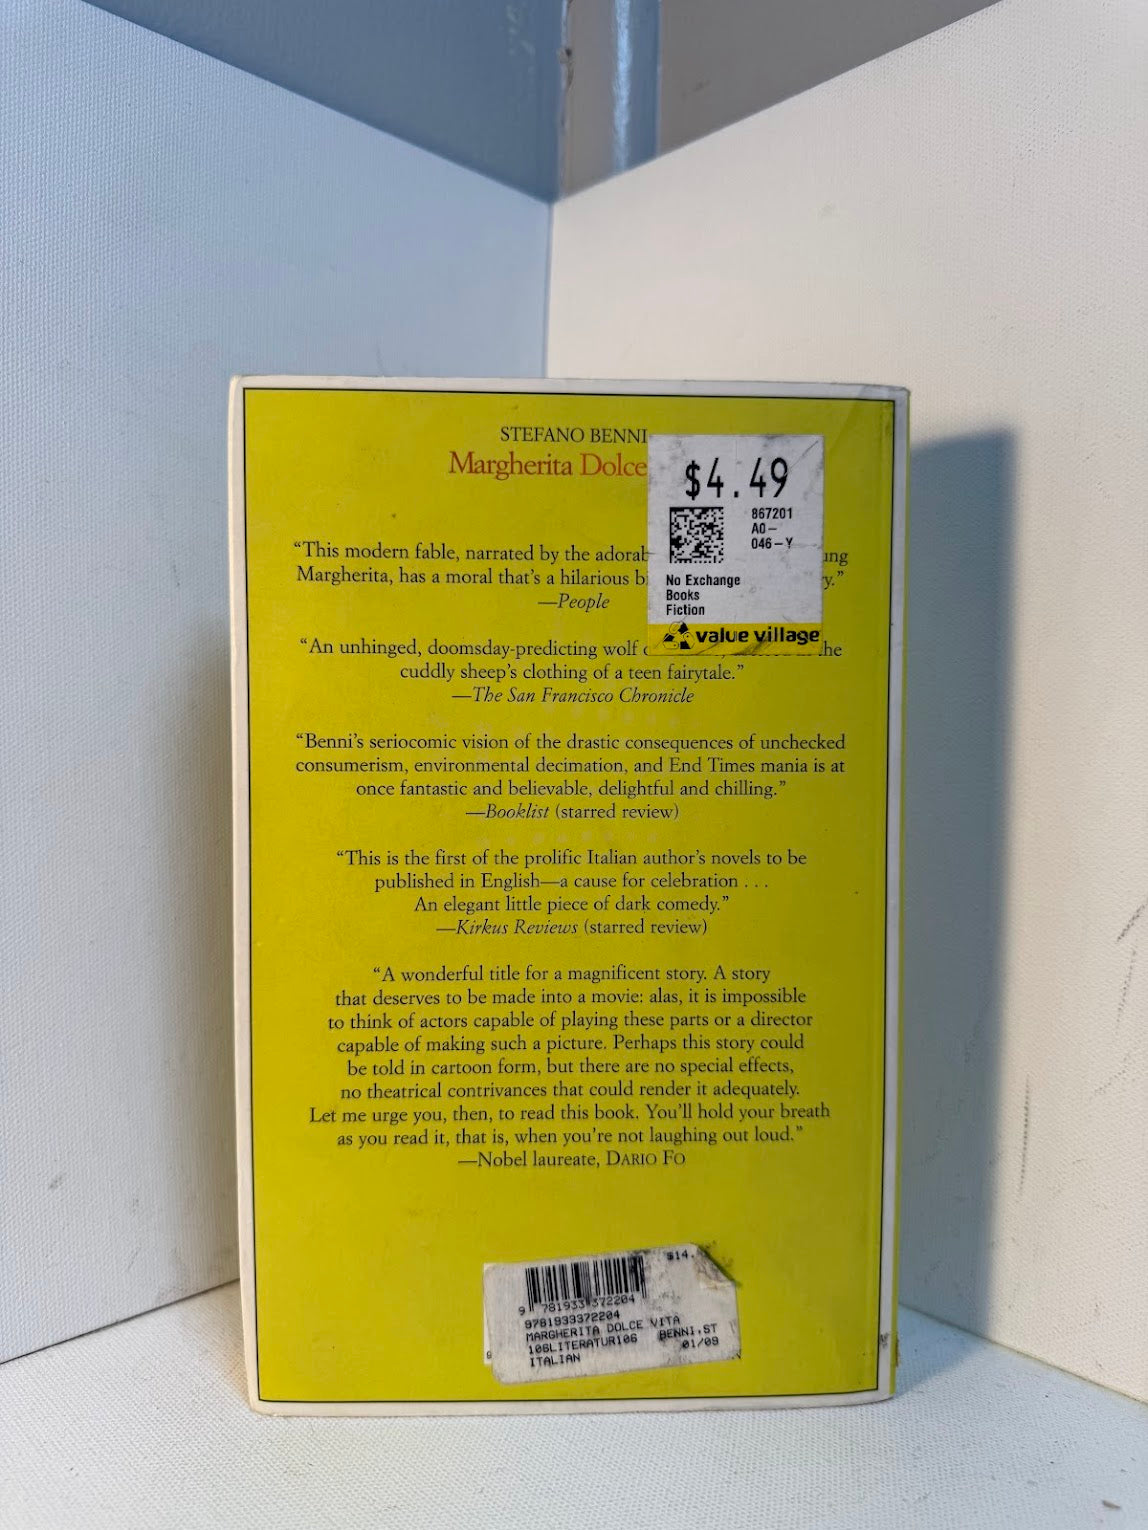 STEFANO BENNI
Margherita Dolce
"This modern fable, narrated by the
Margherita, has a moral that's a hilarious
—People
"An unhinged, doomsday-predicting wolf the
cuddly sheep's clothing of a teen fairytale."
—The San Francisco Chronicle
"Benni's seriocomic vision of the drastic consequences of unchecked
consumerism, environmental decimation, and End Times mania is at
once fantastic and believable, delightful and chilling."
—Booklist (starred review)
"This is the first of the prolific Italian author's novels to be
published in English—a cause for celebration . . .
An elegant little piece of dark comedy."
—Kirkus Reviews (starred review)
"A wonderful title for a magnificent story. A story
that deserves to be made into a movie: alas, it is impossible
to think of actors capable of playing these parts or a director
capable of making such a picture. Perhaps this story could
be told in cartoon form, but there are no special effects,
no theatrical contrivances that could render it adequately.
Let me urge you, then, to read this book. You'll hold your breath
as you read it, that is, when you're not laughing out loud."
—Nobel laureate, DARIO FO
$4.49
867201
A0-
046-Y
No Exchange
Books
Fiction
value village
$14.
9 781933 372204
9781933372204
MARGHERITA DOLCE VITA
106LITERATUR106 BENNI,ST
ITALIAN 01/09